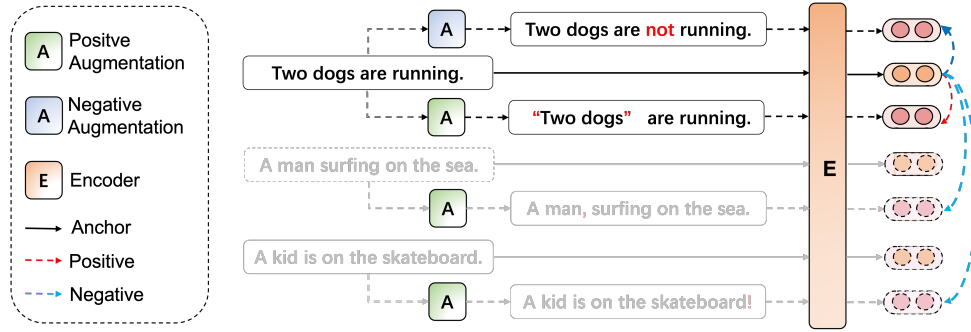 A
Positve
Augmentation
A
Negative
Augmentation
E
Encoder
Anchor
Positive
Negative
A
Two dogs are not running.
Two dogs are running.
A
“Two dogs” are running.
A man surfing on the sea.
A
A man, surfing on the sea.
A kid is on the skateboard.
A
A kid is on the skateboard!
E